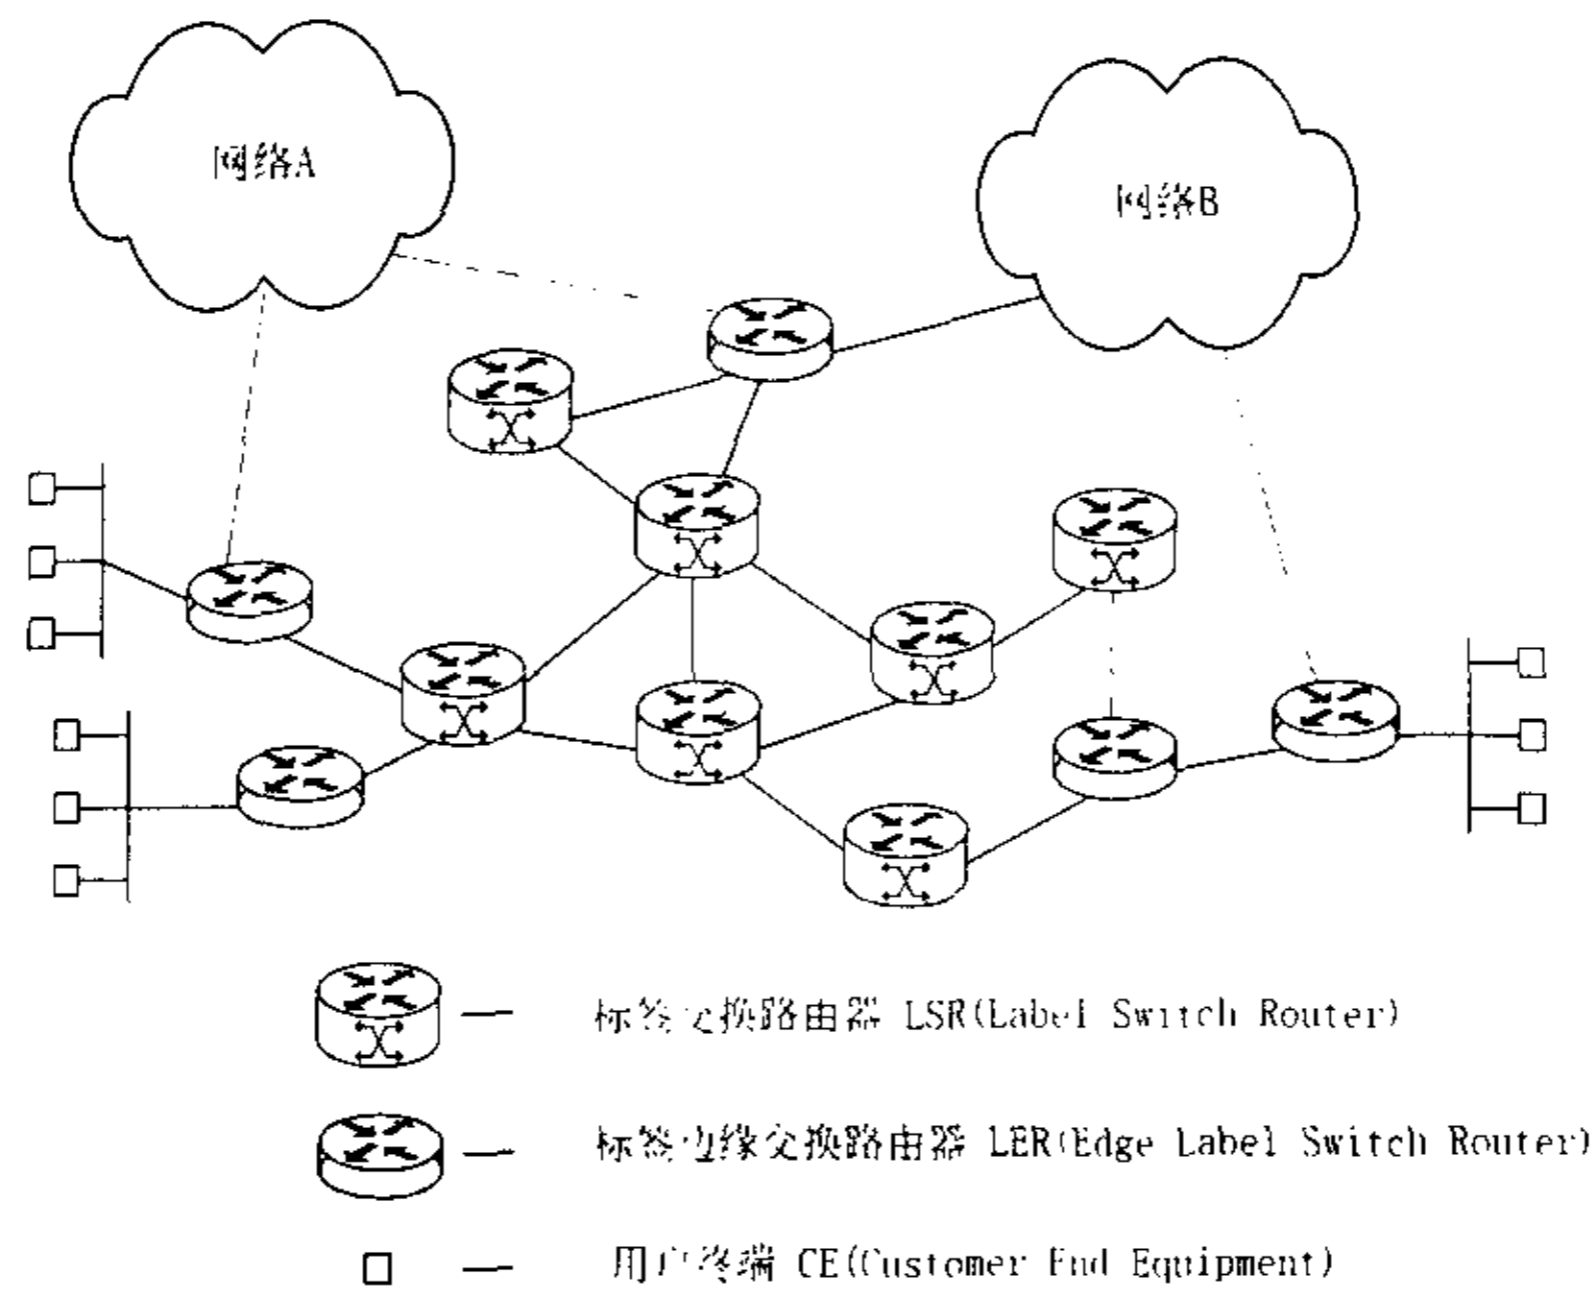 网络A
网络B
标签交换路由器 LSR(Label Switch Router)
标签边缘交换路由器 LER(Edge Label Switch Router)
用户终端 CE(Customer End Equipment)